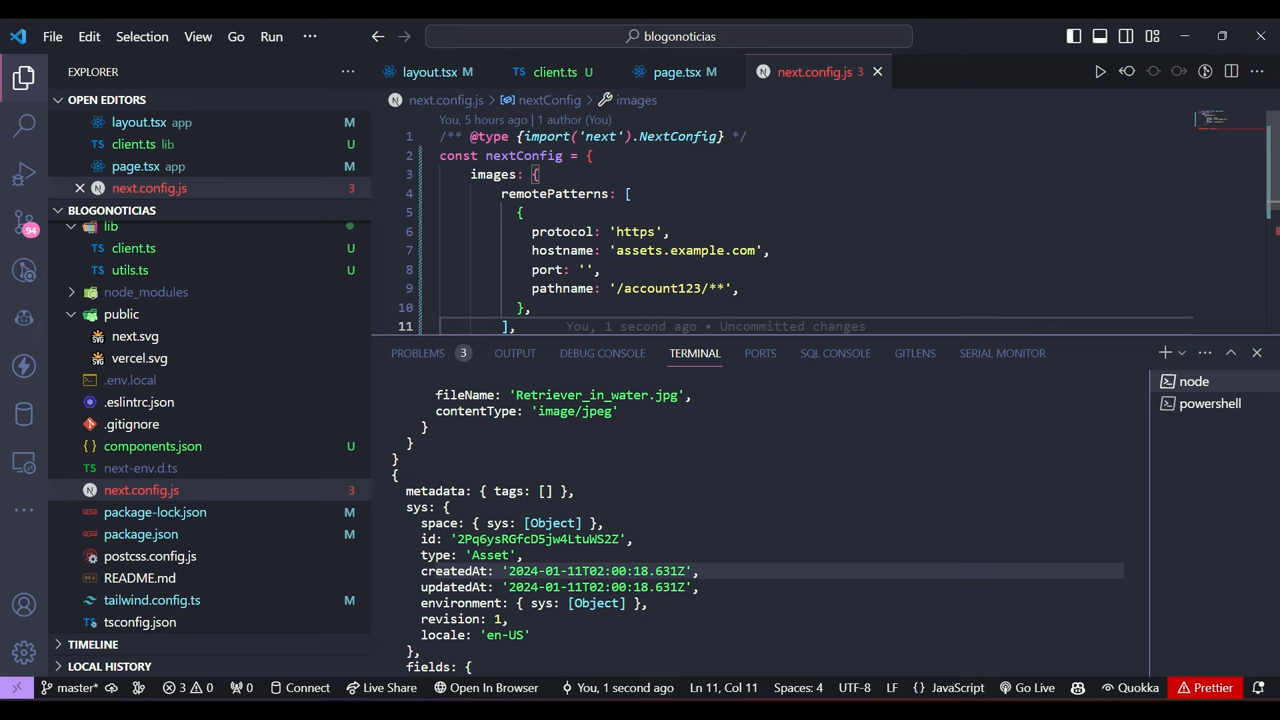 File Edit Selection View Go Run ··· blogonoticias
EXPLORER ···
OPEN EDITORS
layout.tsx app M
client.ts lib U
page.tsx app M
next.config.js 3
BLOGONOTICIAS
lib
client.ts U
utils.ts U
node_modules
public
next.svg
vercel.svg
.env.local
.eslintrc.json
.gitignore
components.json U
next-env.d.ts
next.config.js 3
package-lock.json M
package.json M
postcss.config.js
README.md
tailwind.config.ts M
tsconfig.json
TIMELINE
LOCAL HISTORY
94
layout.tsx M client.ts U page.tsx M next.config.js 3
next.config.js > nextConfig > images
You, 5 hours ago | 1 author (You)
1 /** @type {import('next').NextConfig} */
2 const nextConfig = {
3 images: {
4 remotePatterns: [
5 {
6 protocol: 'https',
7 hostname: 'assets.example.com',
8 port: '',
9 pathname: '/account123/**',
10 },
11 ], You, 1 second ago • Uncommitted changes
PROBLEMS 3 OUTPUT DEBUG CONSOLE TERMINAL PORTS SQL CONSOLE GITLENS SERIAL MONITOR
fileName: 'Retriever_in_water.jpg',
contentType: 'image/jpeg'
}
}
}
{
metadata: { tags: [] },
sys: {
space: { sys: [Object] },
id: '2Pq6ysRGfcD5jw4LtuWS2Z',
type: 'Asset',
createdAt: '2024-01-11T02:00:18.631Z',
updatedAt: '2024-01-11T02:00:18.631Z',
environment: { sys: [Object] },
revision: 1,
locale: 'en-US'
},
fields: {
node
powershell
master* 3 0 0 Connect Live Share Open In Browser You, 1 second ago Ln 11, Col 11 Spaces: 4 UTF-8 LF { } JavaScript Go Live Quokka Prettier